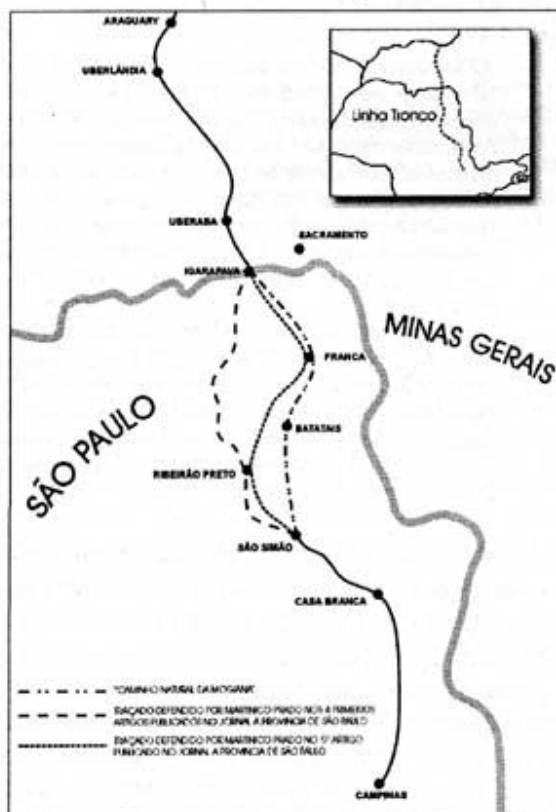 ARAGUARY
UBERLÂNDIA
Linha Tronco
UBERABA
SACRAMENTO
IGARAPAVA
MINAS GERAIS
FRANCA
SÃO PAULO
BATATAIS
RIBEIRÃO PRETO
SÃO SIMÃO
CASA BRANCA
"CAMINHO NATURAL DA MOGIANA"
TRAÇADO DEFENDIDO POR MARTINICO PRADO NOS 4 PRIMEIROS
ARTIGOS PUBLICADOS NO JORNAL A PROVINCIA DE SÃO PAULO
TRAÇADO DEFENDIDO POR MARTINICO PRADO NO 5º ARTIGO
PUBLICADO NO JORNAL A PROVINCIA DE SÃO PAULO
CAMPINAS